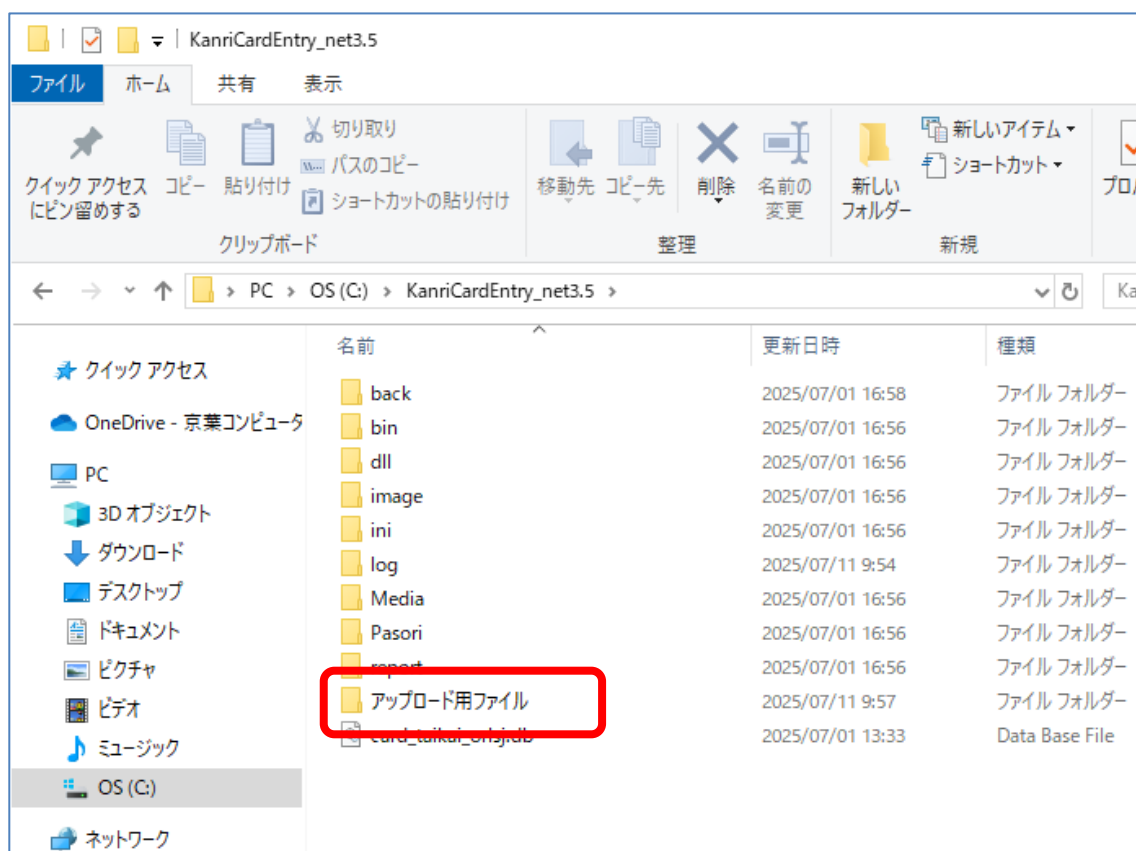 KanriCardEntry_net3.5
ファイル ホーム 共有 表示
クイック アクセス
にピン留めする
コピー
貼り付け
切り取り
パスのコピー
ショートカットの貼り付け
クリップボード
移動先
コピー先
削除
名前の
変更
整理
新しい
フォルダー
新しいアイテム
ショートカット
新規
PC > OS (C:) > KanriCardEntry_net3.5 >
名前 更新日時 種類
クイック アクセス
OneDrive - 京葉コンピュータ
PC
3D オブジェクト
ダウンロード
デスクトップ
ドキュメント
ピクチャ
ビデオ
ミュージック
OS (C:)
ネットワーク
back 2025/07/01 16:58 ファイル フォルダー
bin 2025/07/01 16:56 ファイル フォルダー
dll 2025/07/01 16:56 ファイル フォルダー
image 2025/07/01 16:56 ファイル フォルダー
ini 2025/07/01 16:56 ファイル フォルダー
log 2025/07/11 9:54 ファイル フォルダー
Media 2025/07/01 16:56 ファイル フォルダー
Pasori 2025/07/01 16:56 ファイル フォルダー
report 2025/07/01 16:56 ファイル フォルダー
アップロード用ファイル 2025/07/11 9:57 ファイル フォルダー
2025/07/01 13:33 Data Base File